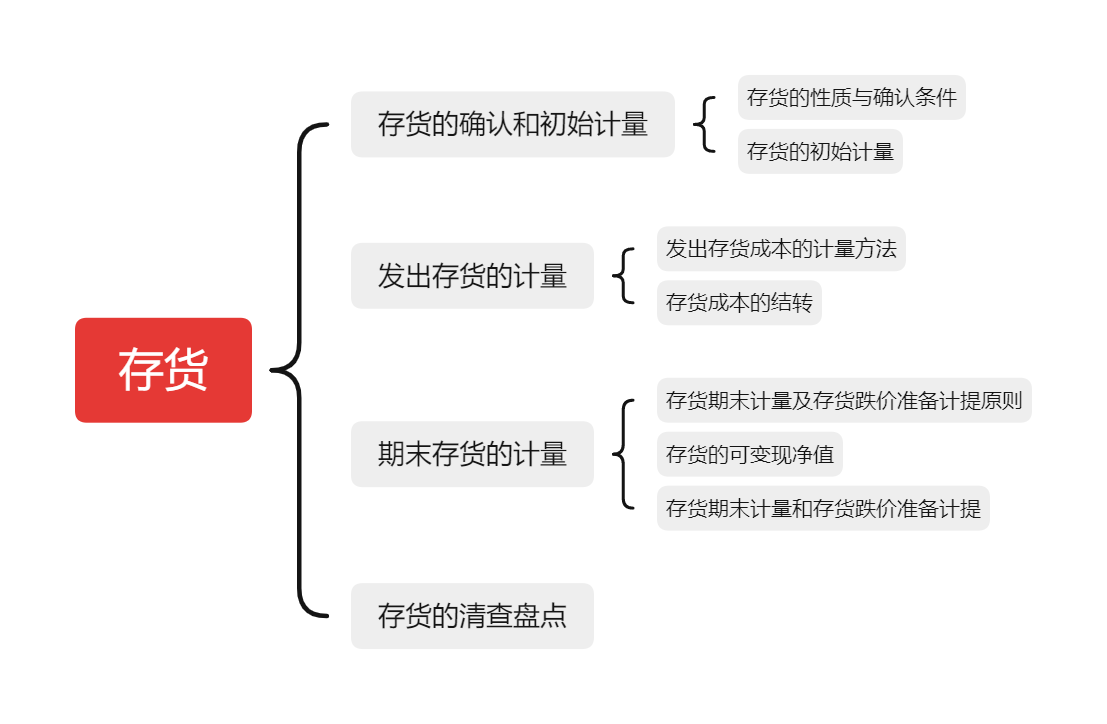 存货
存货的确认和初始计量
存货的性质与确认条件
存货的初始计量
发出存货的计量
发出存货成本的计量方法
存货成本的结转
期末存货的计量
存货期末计量及存货跌价准备计提原则
存货的可变现净值
存货期末计量和存货跌价准备计提
存货的清查盘点